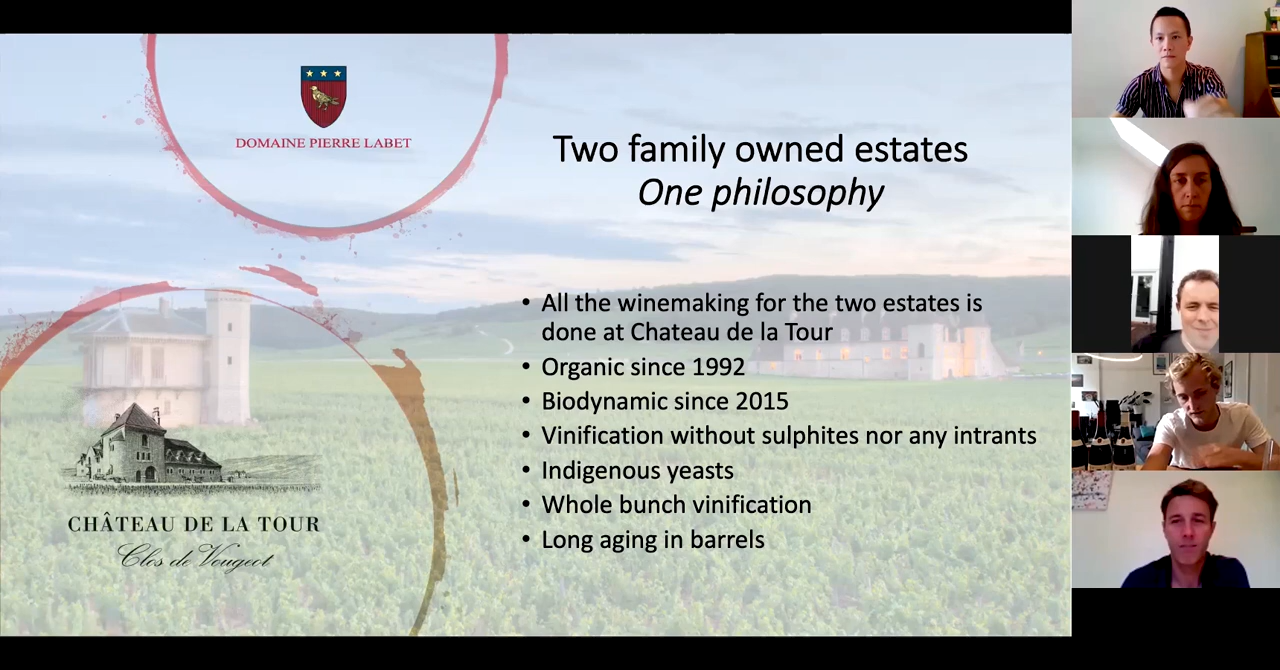 DOMAINE PIERRE LABET
Two family owned estates
One philosophy
• All the winemaking for the two estates is
done at Chateau de la Tour
• Organic since 1992
• Biodynamic since 2015
• Vinification without sulphites nor any intrants
• Indigenous yeasts
• Whole bunch vinification
• Long aging in barrels
CHÂTEAU DE LA TOUR
Clos de Vougeot